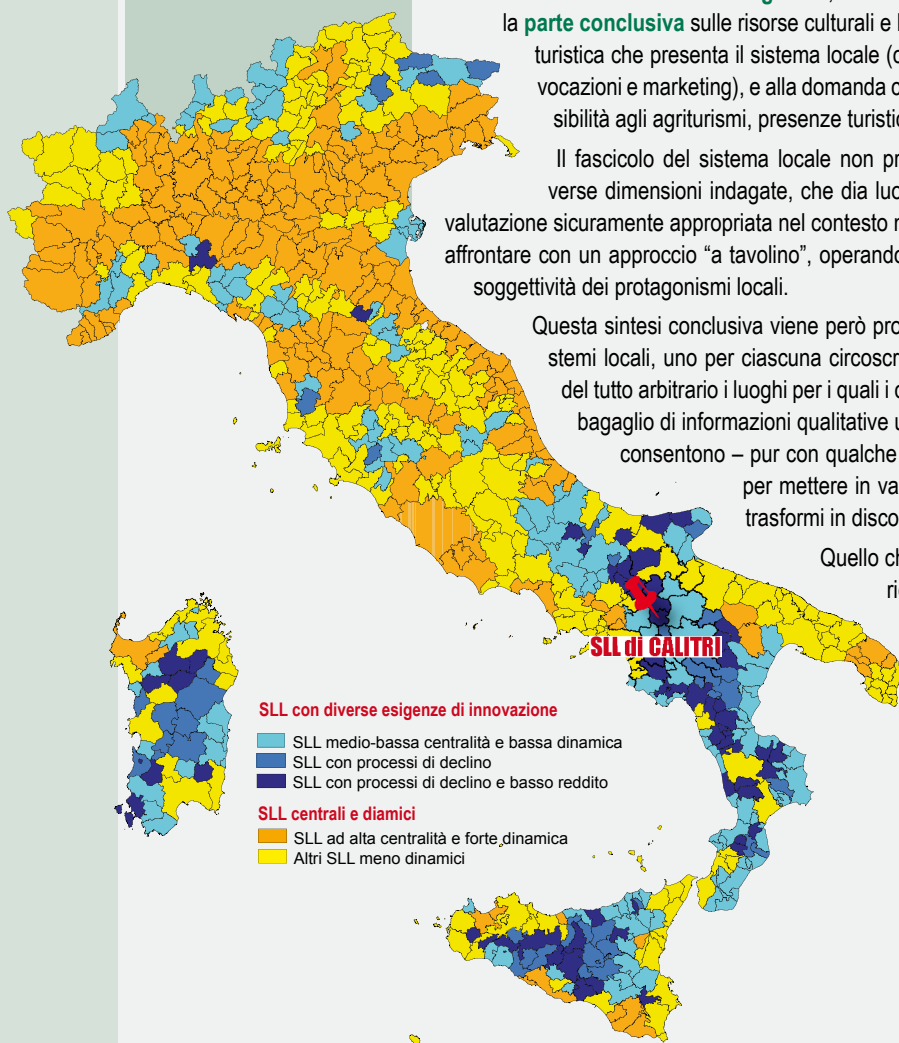 la parte conclusiva sulle risorse culturali e
turistica che presenta il sistema locale (
vocazioni e marketing), e alla domanda
sibilità agli agriturismi, presenze turistic
Il fascicolo del sistema locale non pr
verse dimensioni indagate, che dia luo
valutazione sicuramente appropriata nel contesto
affrontare con un approccio “a tavolino”, operando
soggettività dei protagonismi locali.
Questa sintesi conclusiva viene però pro
stemi locali, uno per ciascuna circoscr
del tutto arbitrario i luoghi per i quali i
bagaglio di informazioni qualitative
consentono – pur con qualche
per mettere in va
trasformi in disco
Quello ch
ri
SLL di CALITRI
SLL con diverse esigenze di innovazione
SLL medio-bassa centralità e bassa dinamica
SLL con processi di declino
SLL con processi di declino e basso reddito
SLL centrali e diamici
SLL ad alta centralità e forte dinamica
Altri SLL meno dinamici